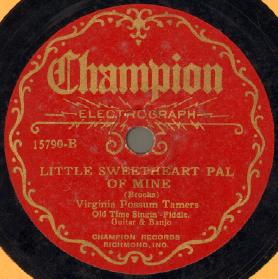 Champion
ELECTROGRAPH
15790-B
LITTLE SWEETHEART PAL
OF MINE
(Brooks)
Virginia Possum Tamers
Old Time Singin'-Fiddle,
Guitar & Banjo
CHAMPION RECORDS
RICHMOND, IND.